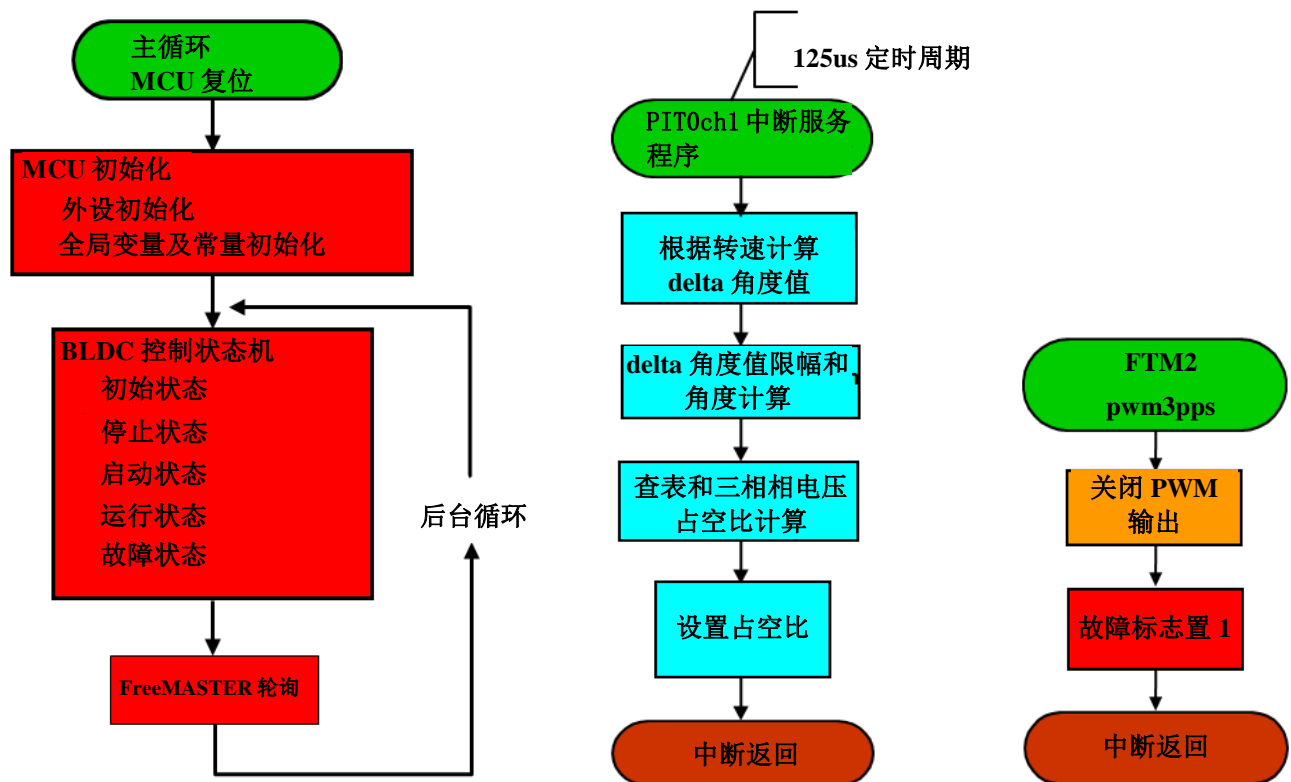 主循环
MCU 复位
MCU 初始化
外设初始化
全局变量及常量初始化
BLDC 控制状态机
初始状态
停止状态
启动状态
运行状态
故障状态
FreeMASTER 轮询
后台循环
125us 定时周期
PIT0ch1 中断服务
程序
根据转速计算
delta 角度值
delta 角度值限幅和
角度计算
查表和三相相电压
占空比计算
设置占空比
中断返回
FTM2
pwm3pps
关闭 PWM
输出
故障标志置 1
中断返回